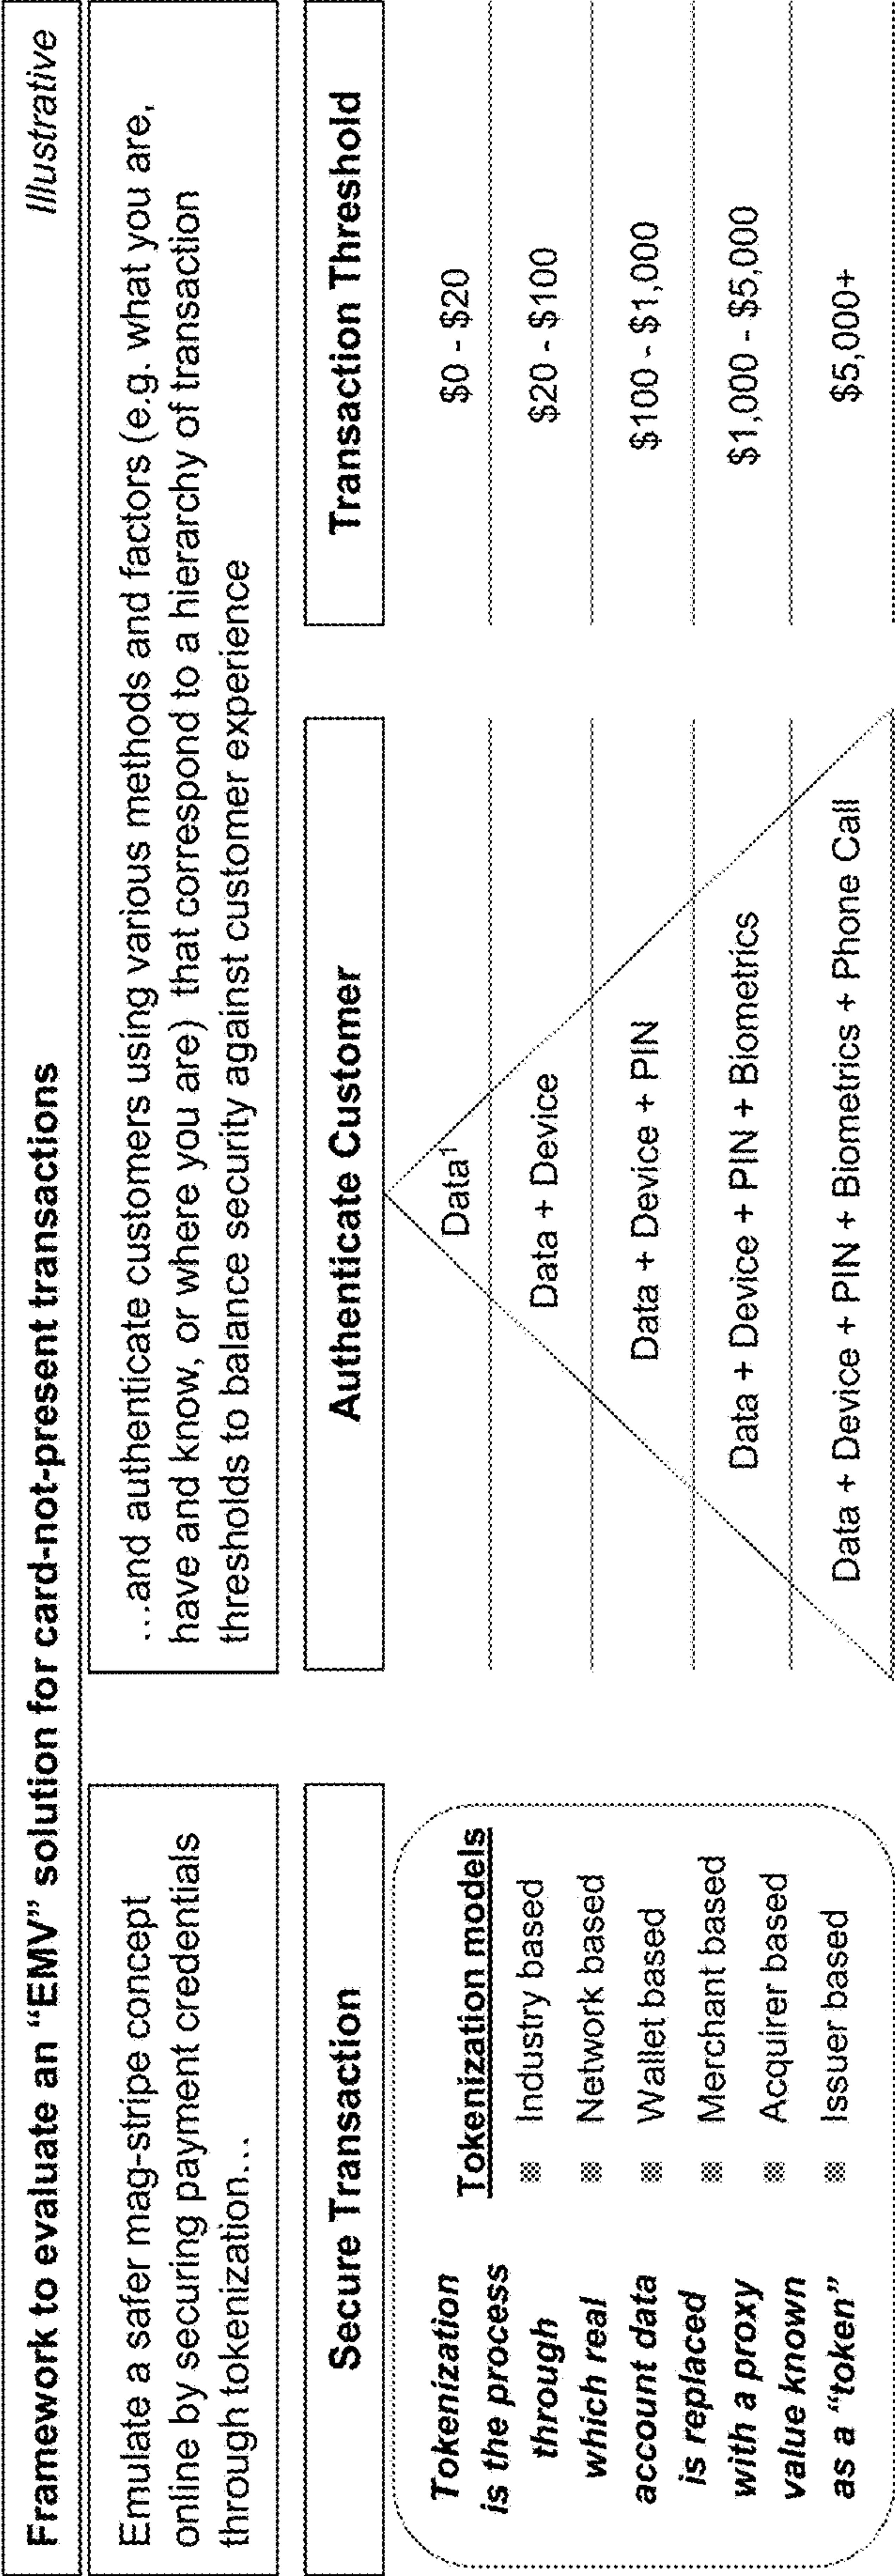 Framework to evaluate an “EMV” solution for card-not-present transactions
Illustrative
Emulate a safer mag-stripe concept
online by securing payment credentials
through tokenization…
…and authenticate customers using various methods and factors (e.g. what you are,
have and know, or where you are) that correspond to a hierarchy of transaction
thresholds to balance security against customer experience
Secure Transaction
Tokenization
is the process
through
which real
account data
is replaced
with a proxy
value known
as a “token”
Tokenization models
Industry based
Network based
Wallet based
Merchant based
Acquirer based
Issuer based
Authenticate Customer
Data¹
Data + Device
Data + Device + PIN
Data + Device + PIN + Biometrics
Data + Device + PIN + Biometrics + Phone Call
Transaction Threshold
$0 - $20
$20 - $100
$100 - $1,000
$1,000 - $5,000
$5,000+